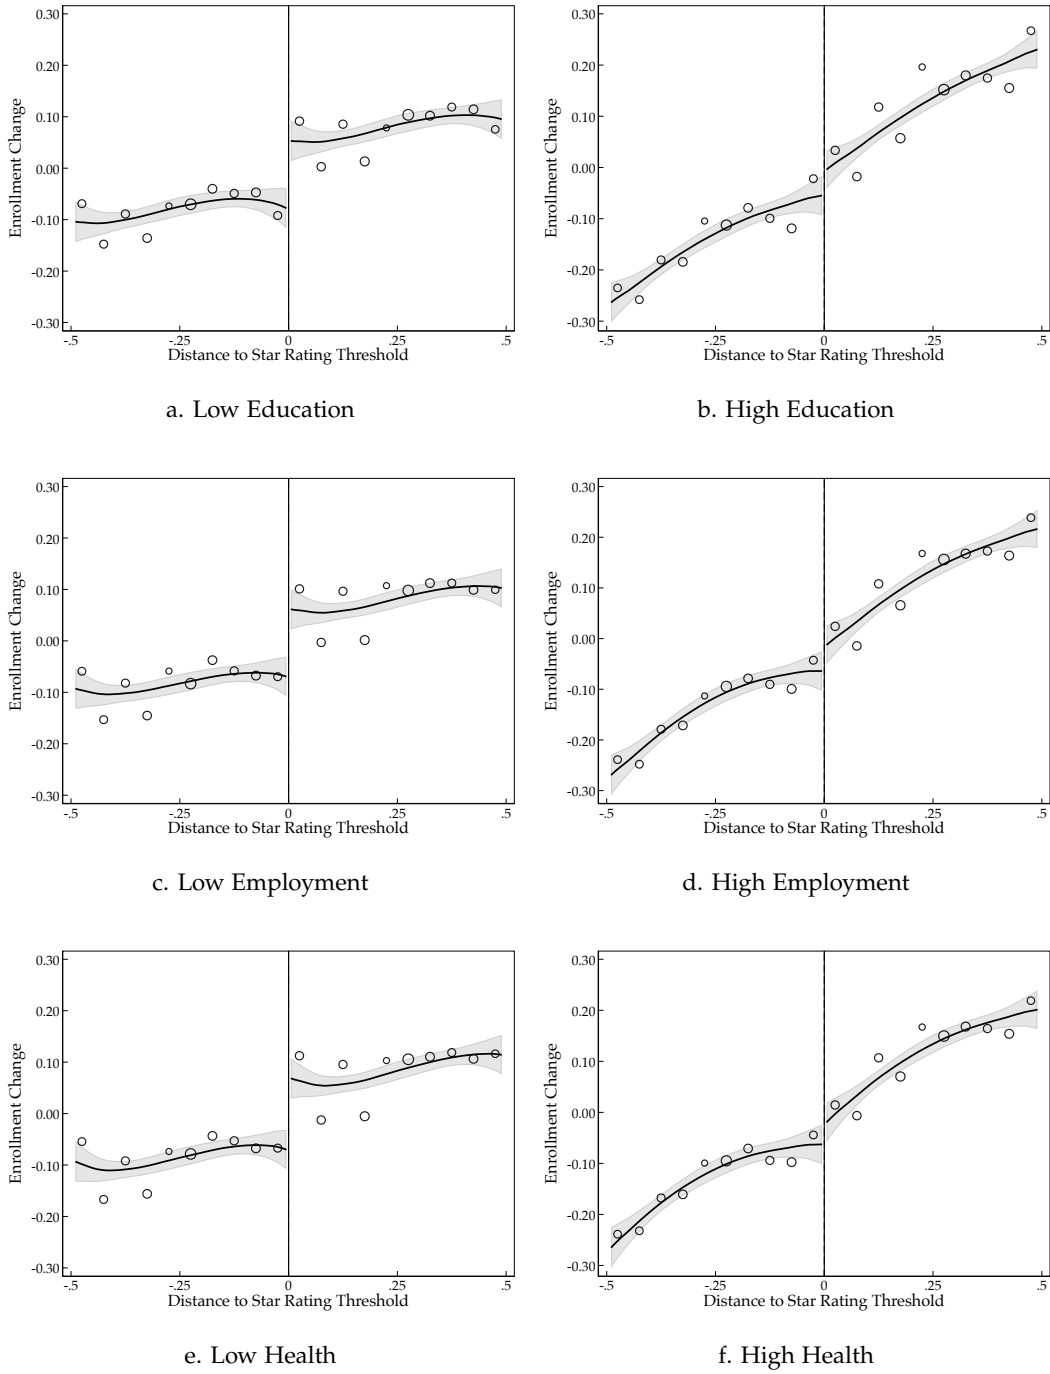 0.30
0.20
0.10
0.00
-0.10
-0.20
-0.30
Enrollment Change
-.5 -.25 0 .25 .5
Distance to Star Rating Threshold
a. Low Education
0.30
0.20
0.10
0.00
-0.10
-0.20
-0.30
Enrollment Change
-.5 -.25 0 .25 .5
Distance to Star Rating Threshold
b. High Education
0.30
0.20
0.10
0.00
-0.10
-0.20
-0.30
Enrollment Change
-.5 -.25 0 .25 .5
Distance to Star Rating Threshold
c. Low Employment
0.30
0.20
0.10
0.00
-0.10
-0.20
-0.30
Enrollment Change
-.5 -.25 0 .25 .5
Distance to Star Rating Threshold
d. High Employment
0.30
0.20
0.10
0.00
-0.10
-0.20
-0.30
Enrollment Change
-.5 -.25 0 .25 .5
Distance to Star Rating Threshold
e. Low Health
0.30
0.20
0.10
0.00
-0.10
-0.20
-0.30
Enrollment Change
-.5 -.25 0 .25 .5
Distance to Star Rating Threshold
f. High Health